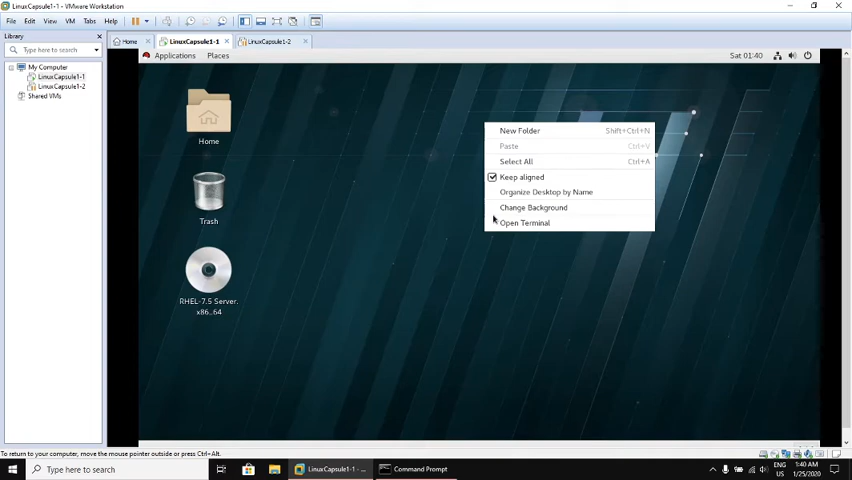 LinuxCapsule1-1 - VMware Workstation
File Edit View VM Tabs Help
Library
Type here to search
My Computer
LinuxCapsule1-1
LinuxCapsule1-2
Shared VMs
Home LinuxCapsule1-1 LinuxCapsule1-2
Applications Places Sat 01:40
Home
Trash
RHEL-7.5 Server.
x86_64
New Folder Shift+Ctrl+N
Paste Ctrl+V
Select All Ctrl+A
Keep aligned
Organize Desktop by Name
Change Background
Open Terminal
To return to your computer, move the mouse pointer outside or press Ctrl+Alt.
Type here to search
LinuxCapsule1-1 - ...
Command Prompt
ENG
US
1:40 AM
1/25/2020